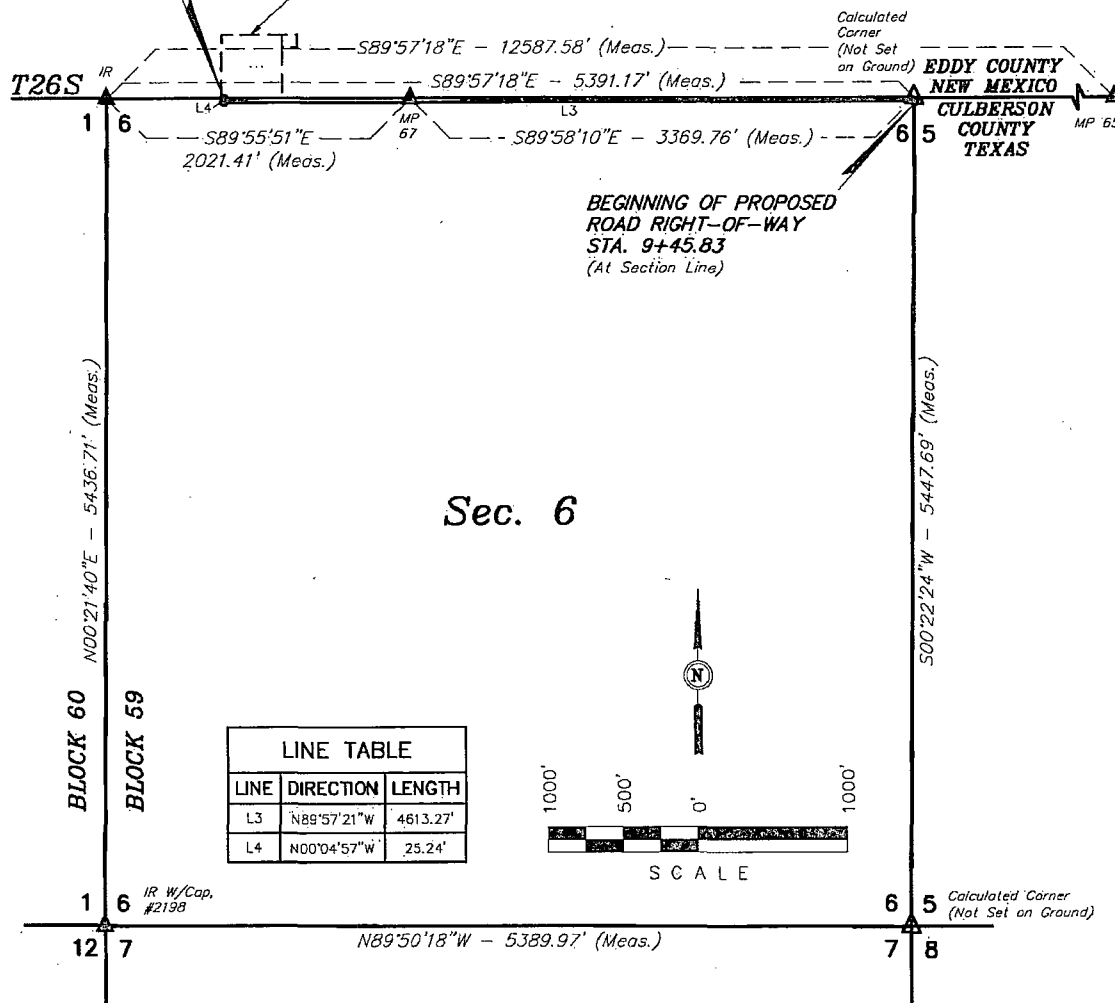 Calculated
Corner
(Not Set
on Ground)
S89°57'18"E - 12587.58' (Meas.)
EDDY COUNTY
NEW MEXICO
CULBERSON
COUNTY
TEXAS
IR
S89°57'18"E - 5391.17' (Meas.)
T26S
L4
L3
MP
67
MP 65
1 6
S89°55'51"E
2021.41' (Meas.)
S89°58'10"E - 3369.76' (Meas.)
6 5
BEGINNING OF PROPOSED
ROAD RIGHT-OF-WAY
STA. 9+45.83
(At Section Line)
N00°21'40"E - 5436.71' (Meas.)
S00°22'24"W - 5447.69' (Meas.)
Sec. 6
N
BLOCK 60
BLOCK 59
LINE TABLE
LINE DIRECTION LENGTH
L3 N89°57'21"W 4613.27'
L4 N00°04'57"W 25.24'
1000' 500' 0' 1000'
SCALE
1 6
IR W/Cap,
#2198
12 7
N89°50'18"W - 5389.97' (Meas.)
6 5
Calculated Corner
(Not Set on Ground)
7 8